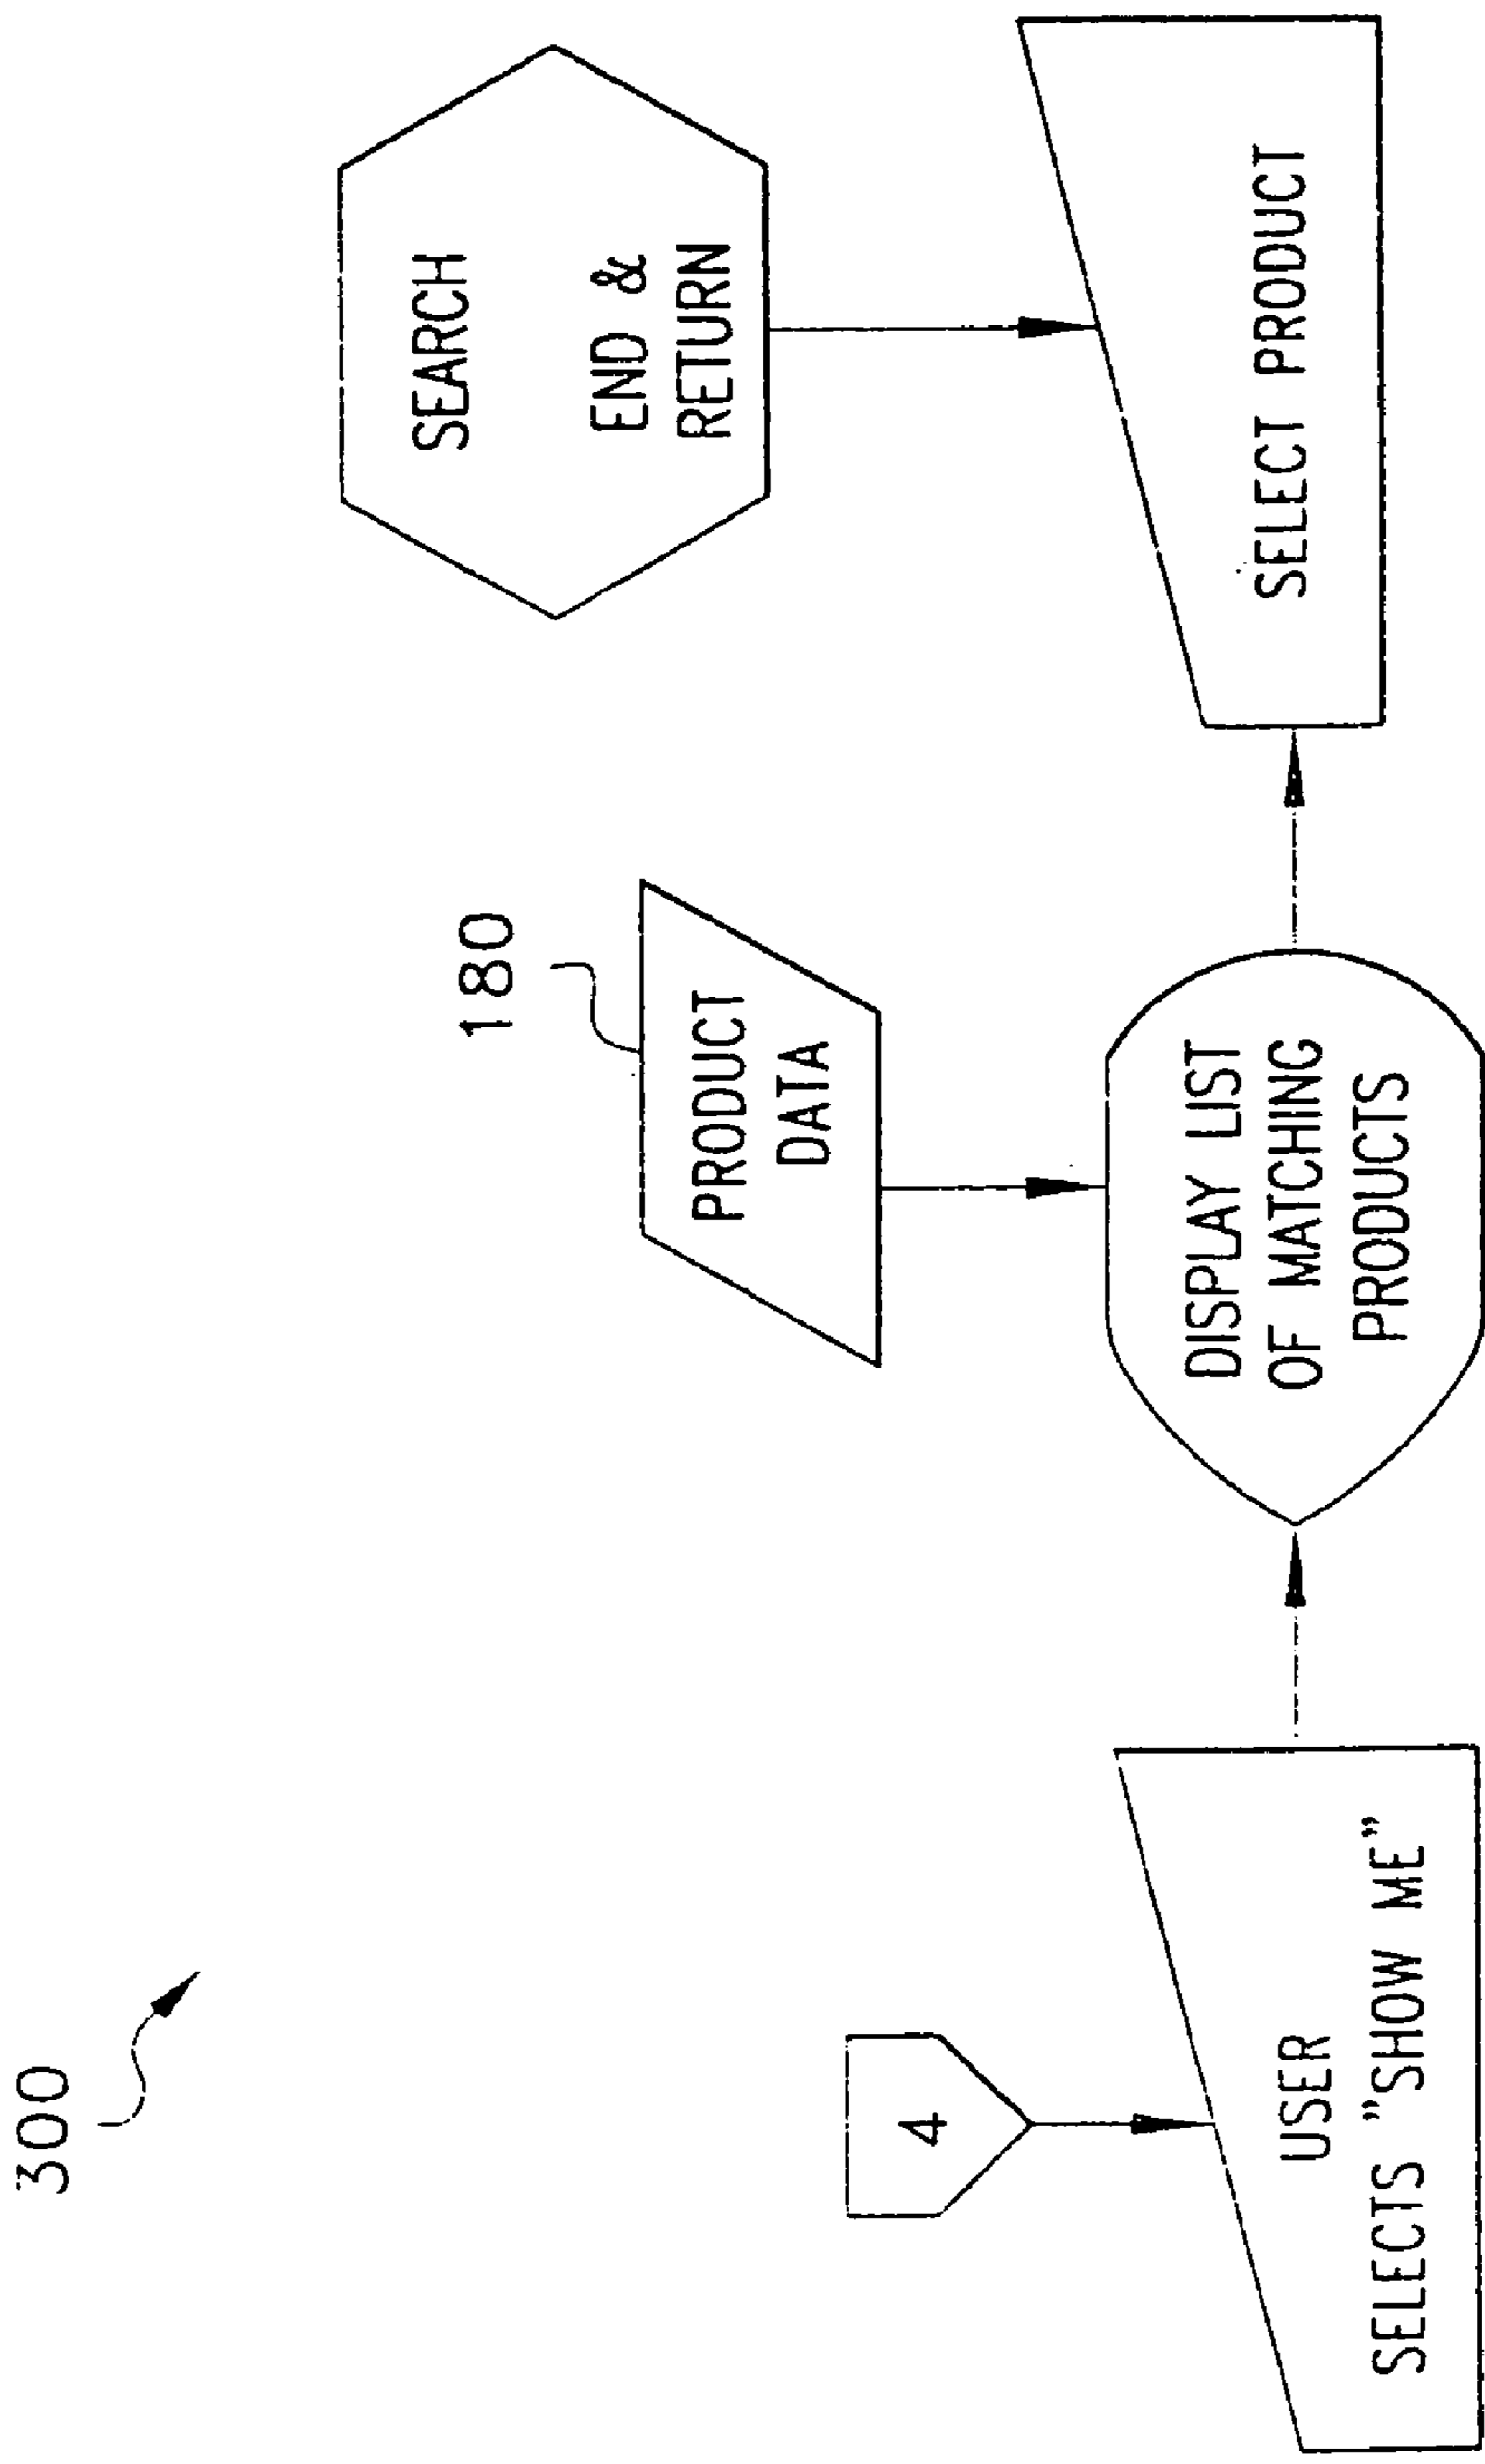 300
4
USER
SELECTS "SHOW ME"
180
PRODUCT
DATA
DISPLAY LIST
OF MATCHING
PRODUCTS
SEARCH
END &
RETURN
SELECT PRODUCT